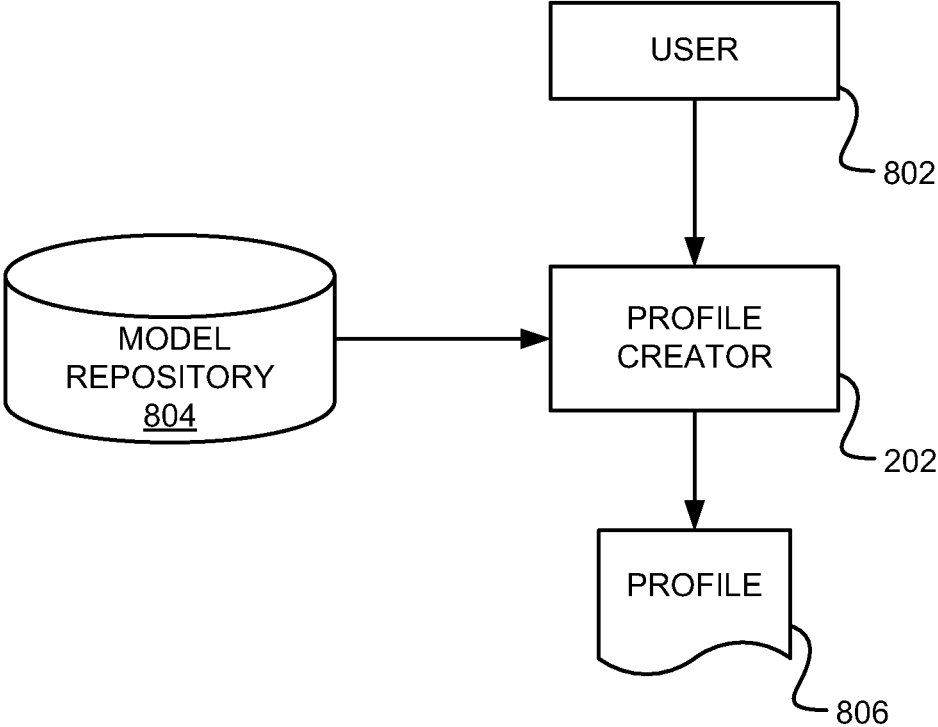 USER
802
MODEL
REPOSITORY
804
PROFILE
CREATOR
202
PROFILE
806